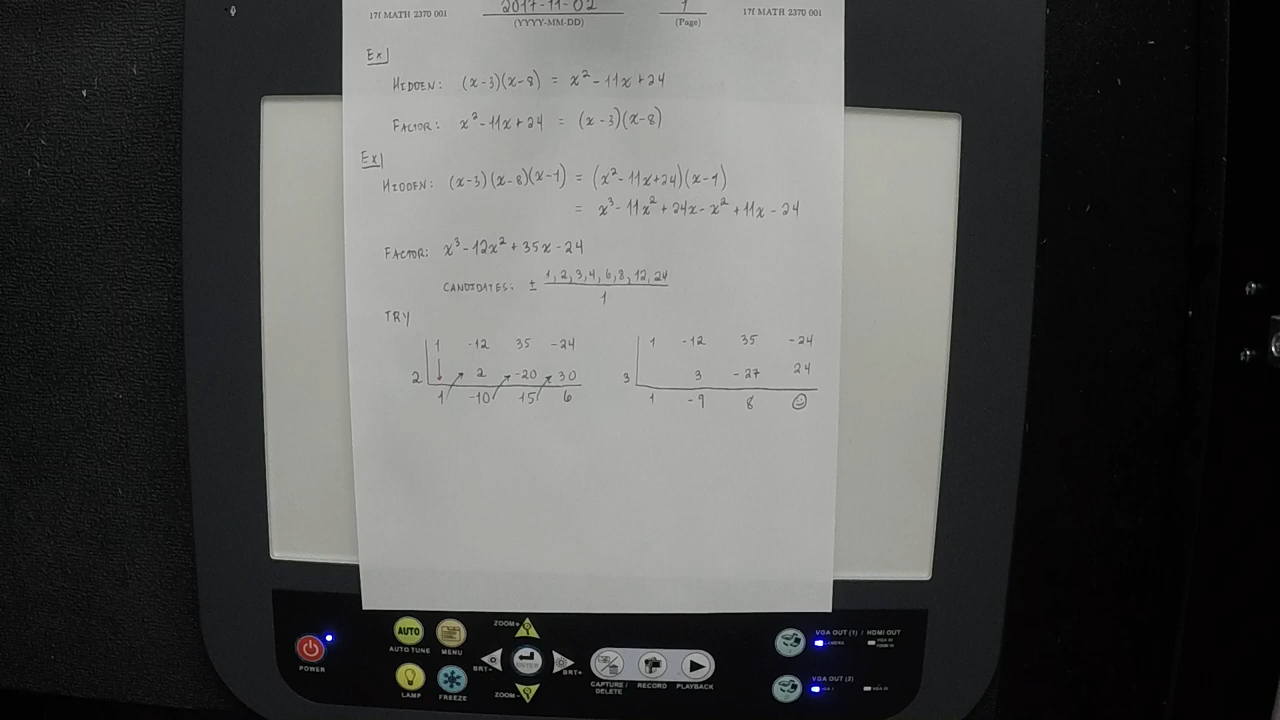 17f MATH 2370 001 2017-11-02 1 17f MATH 2370 001
(YYYY-MM-DD) (Page)
Ex
HIDDEN: (x-3)(x-8) = x² - 11x + 24
FACTOR: x² - 11x + 24 = (x-3)(x-8)
Ex
HIDDEN: (x-3)(x-8)(x-1) = (x² - 11x + 24)(x-1)
= x³ - 11x² + 24x - x² + 11x - 24
FACTOR: x³ - 12x² + 35x - 24
CANDIDATES: ± 1, 2, 3, 4, 6, 8, 12, 24
1
TRY
1 -12 35 -24 1 -12 35 -24
2 2 -20 30 3 3 -27 24
1 -10 15 6 1 -9 8 ☺
POWER
AUTO
AUTO TUNE
MENU
LAMP
FREEZE
ZOOM+
BRT-
ENTER
BRT+
ZOOM-
CAPTURE / DELETE
RECORD
PLAYBACK
VGA OUT (1) / HDMI OUT
CAMERA
VGA OUT (2)